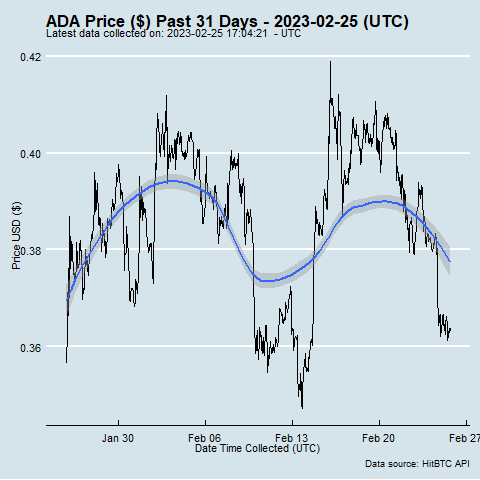 ADA Price ($) Past 31 Days - 2023-02-25 (UTC)
Latest data collected on: 2023-02-25 17:04:21 - UTC
0.42
0.40
0.38
0.36
Price USD ($)
Jan 30
Feb 06
Feb 13
Feb 20
Feb 27
Date Time Collected (UTC)
Data source: HitBTC API